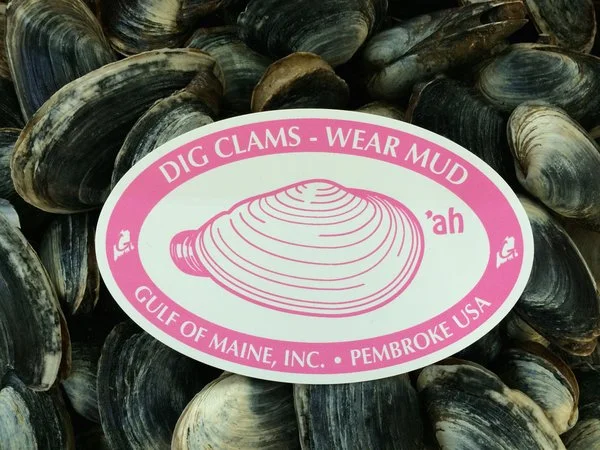 DIG CLAMS - WEAR MUD
'ah
GULF OF MAINE, INC. • PEMBROKE USA